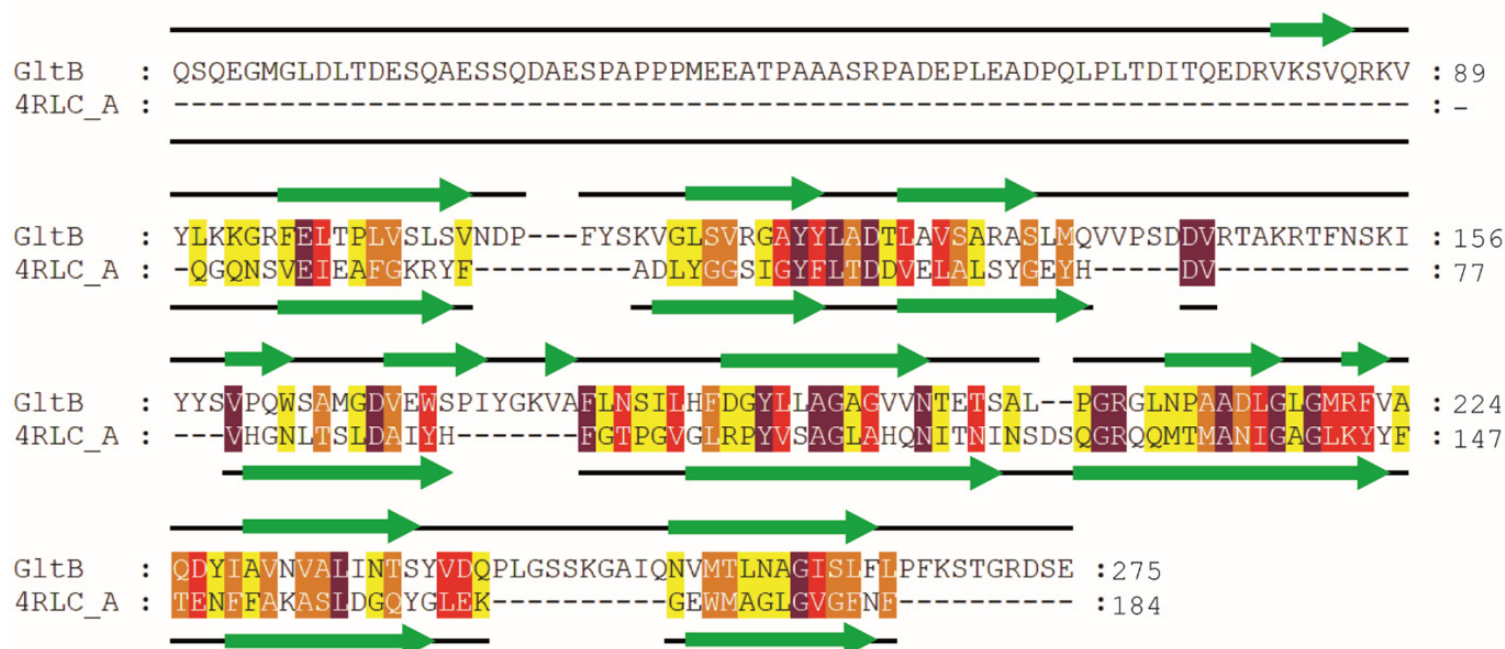 GltB : QSQEGMGLDLTDESQAESSQDAESPAPPPMEEATPAAASRPADEPLEADPQLPLTDITQEDRVKSVQRKV : 89
4RLC_A : ---------------------------------------------------------------------- : -
GltB : YLKKGRFELTPLVSLSVNDP---FYSKVGLSVRGAYYLADTLAVSARASLMQVVPSDDVRTAKRTFNSKI : 156
4RLC_A : -QGQNSVEIEAFGKRYF---------ADLYGGSIGYFLTDDVELALSYGEYH-----DV----------- : 77
GltB : YYSVPQWSAMGDVEWSPIYGKVAFLNSILHFDGYLLAGAGVVNTETSAL--PGRGLNPAADLGLGMRFVA : 224
4RLC_A : ---VHGNLTSLDAIYH-------FGTPGVGLRPYVSAGLAHQNITNINSDSQGRQQMTMANIGAGLKYYF : 147
GltB : QDYIAVNVALINTSYVDQPLGSSKGAIQNVMTLNAGISLFLPFKSTGRDSE : 275
4RLC_A : TENFFAKASLDGQYGLEK----------GEWMAGLGVGFNF---------- : 184